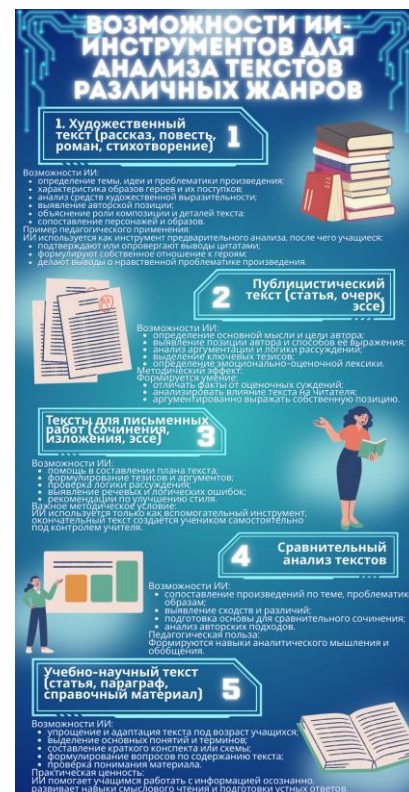 ВОЗМОЖНОСТИ ИИ-
ИНСТРУМЕНТОВ ДЛЯ
АНАЛИЗА ТЕКСТОВ
РАЗЛИЧНЫХ ЖАНРОВ
1. Художественный
текст (рассказ, повесть,
роман, стихотворение)
1
Возможности ИИ:
• определение темы, идеи и проблематики произведения;
• характеристика образов героев и их поступков;
• анализ средств художественной выразительности;
• выявление авторской позиции;
• объяснение роли композиции и деталей текста;
• сопоставление персонажей и образов.
Пример педагогического применения:
ИИ используется как инструмент предварительного анализа, после чего учащиеся:
• подтверждают или опровергают выводы цитатами;
• формулируют собственное отношение к героям;
• делают выводы о нравственной проблематике произведения.
2
Публицистический
текст (статья, очерк,
эссе)
Возможности ИИ:
• определение основной мысли и цели автора;
• выявление позиции автора и способов её выражения;
• анализ аргументации и логики рассуждений;
• выделение ключевых тезисов;
• определение эмоционально-оценочной лексики.
Методический эффект:
Формируется умение:
• отличать факты от оценочных суждений;
• анализировать влияние текста на читателя;
• аргументированно выражать собственную позицию.
Тексты для письменных
работ (сочинения,
изложения, эссе)
3
Возможности ИИ:
• помощь в составлении плана текста;
• формулирование тезисов и аргументов;
• проверка логики рассуждения;
• выявление речевых и логических ошибок;
• рекомендации по улучшению стиля.
Важное методическое условие:
ИИ используется только как вспомогательный инструмент,
окончательный текст создается учеником самостоятельно
под контролем учителя.
4
Сравнительный
анализ текстов
Возможности ИИ:
• сопоставление произведений по теме, проблематике,
образам;
• выявление сходств и различий;
• подготовка основы для сравнительного сочинения;
• анализ авторских подходов.
Педагогическая польза:
Формируются навыки аналитического мышления и
обобщения.
Учебно-научный текст
(статья, параграф,
справочный материал)
5
Возможности ИИ:
• упрощение и адаптация текста под возраст учащихся;
• выделение основных понятий и терминов;
• составление краткого конспекта или схемы;
• формулирование вопросов по содержанию текста;
• проверка понимания материала.
Практическая ценность:
ИИ помогает учащимся работать с информацией осознанно,
развивает навыки смыслового чтения и подготовки устных ответов.